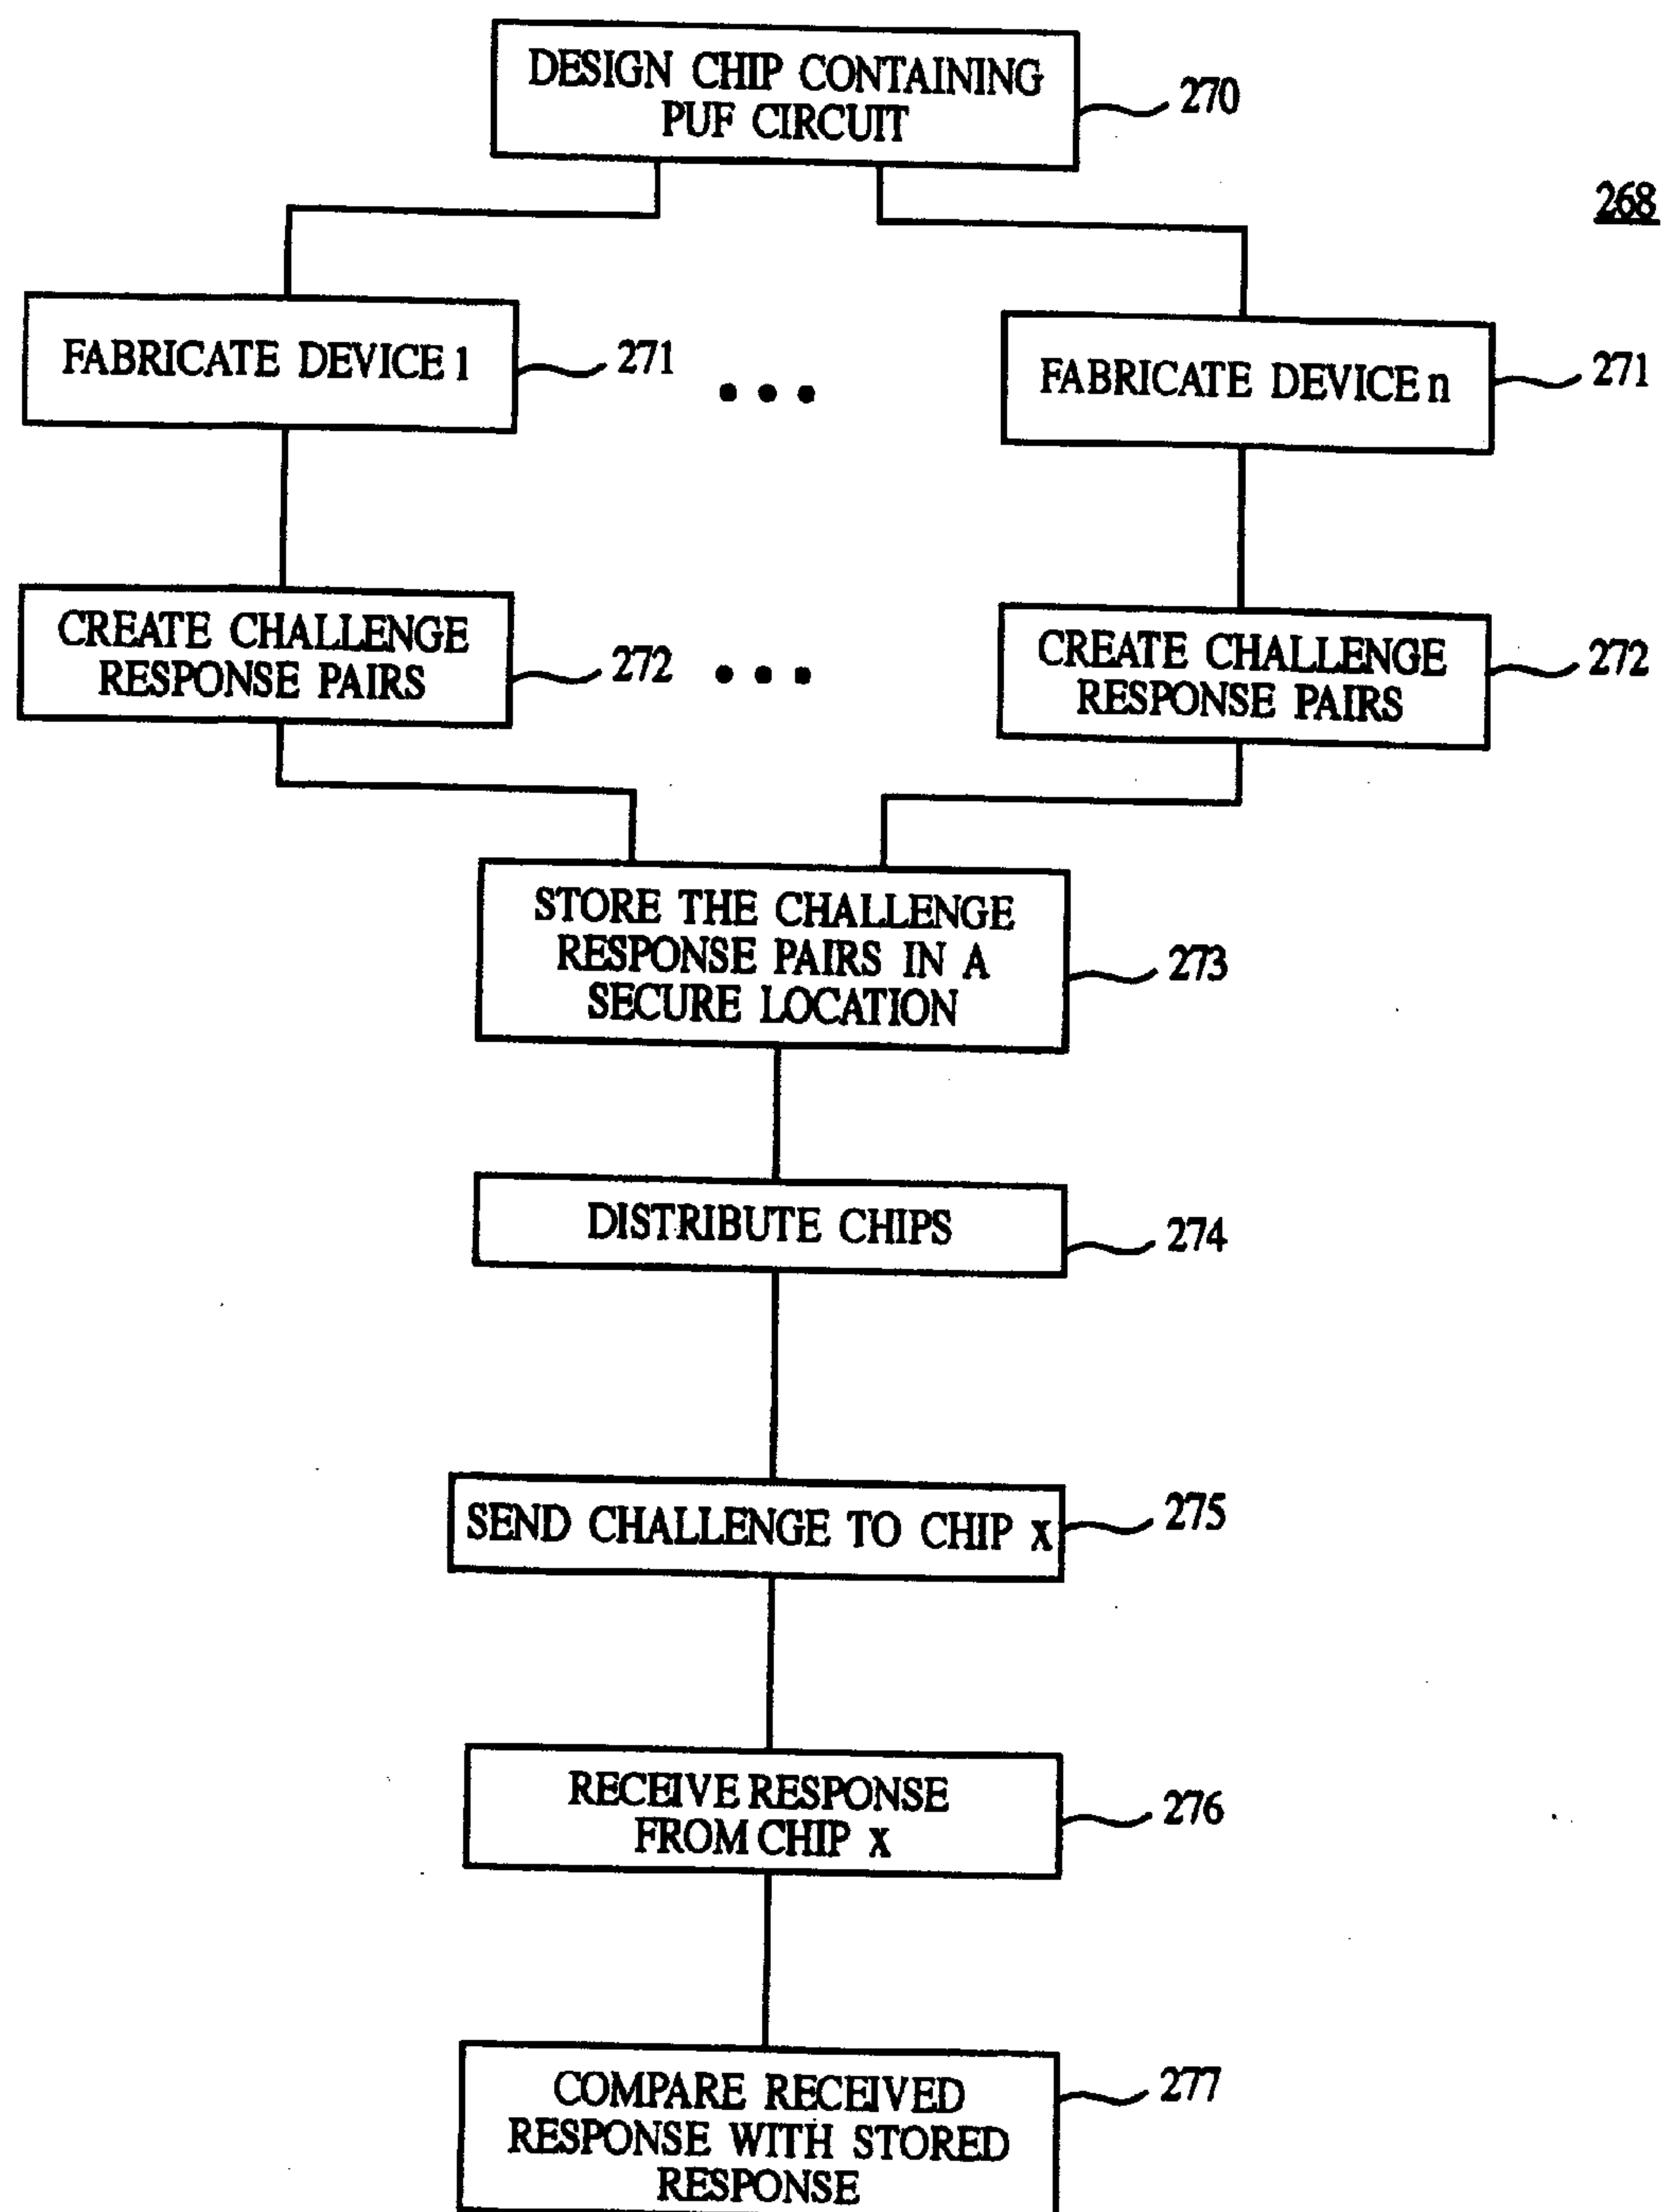 DESIGN CHIP CONTAINING
PUF CIRCUIT
270
268
FABRICATE DEVICE 1
271
FABRICATE DEVICE n
271
CREATE CHALLENGE
RESPONSE PAIRS
272
CREATE CHALLENGE
RESPONSE PAIRS
272
STORE THE CHALLENGE
RESPONSE PAIRS IN A
SECURE LOCATION
273
DISTRIBUTE CHIPS
274
SEND CHALLENGE TO CHIP x
275
RECEIVE RESPONSE
FROM CHIP x
276
COMPARE RECEIVED
RESPONSE WITH STORED
RESPONSE
277